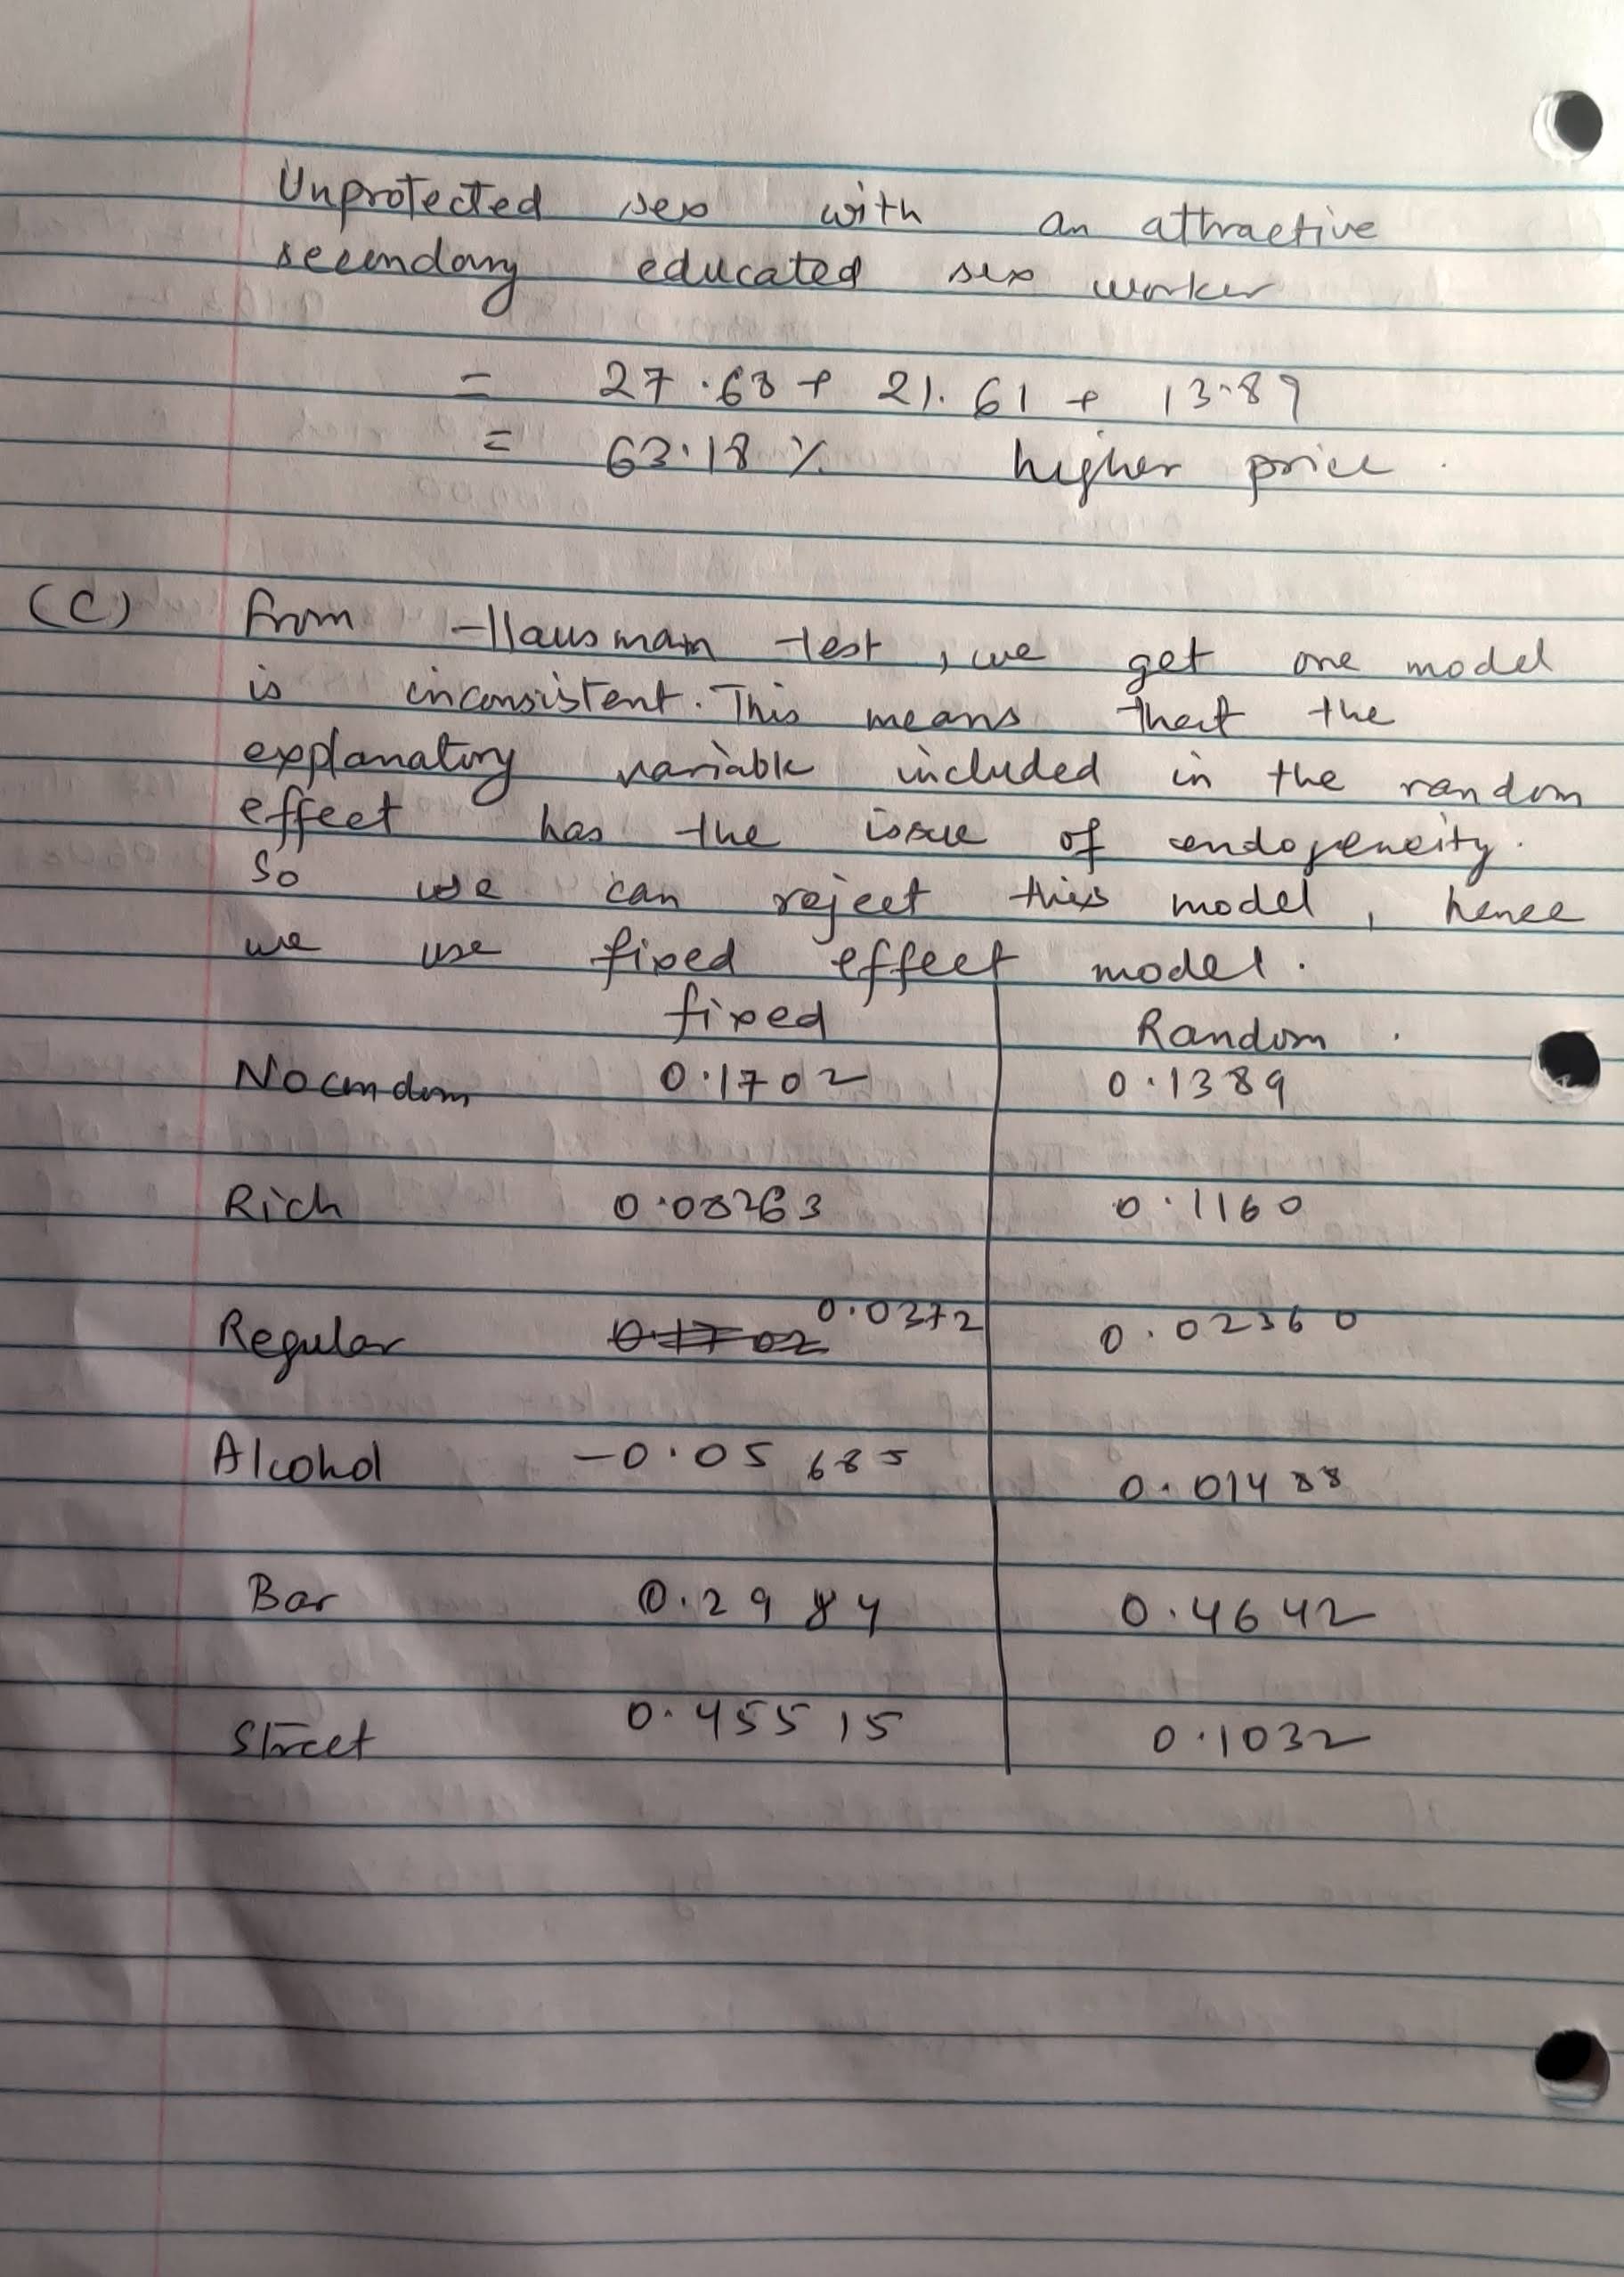 Unprotected sex with an attractive
secondary educated sex worker
= 27.68 + 21.61 + 13.89
= 63.18 % higher price.
(C) From Hausman test, we get one model
is inconsistent. This means that the
explanatory variable included in the random
effect has the issue of endogeneity.
So we can reject this model, hence
we use fixed effect model.
fixed Random.
Nocondom 0.1702 0.1389
Rich 0.08263 0.1160
Regular 0.1702 0.0372 0.02360
Alcohol -0.05685 0.01488
Bar 0.2984 0.4642
Street 0.45515 0.1032